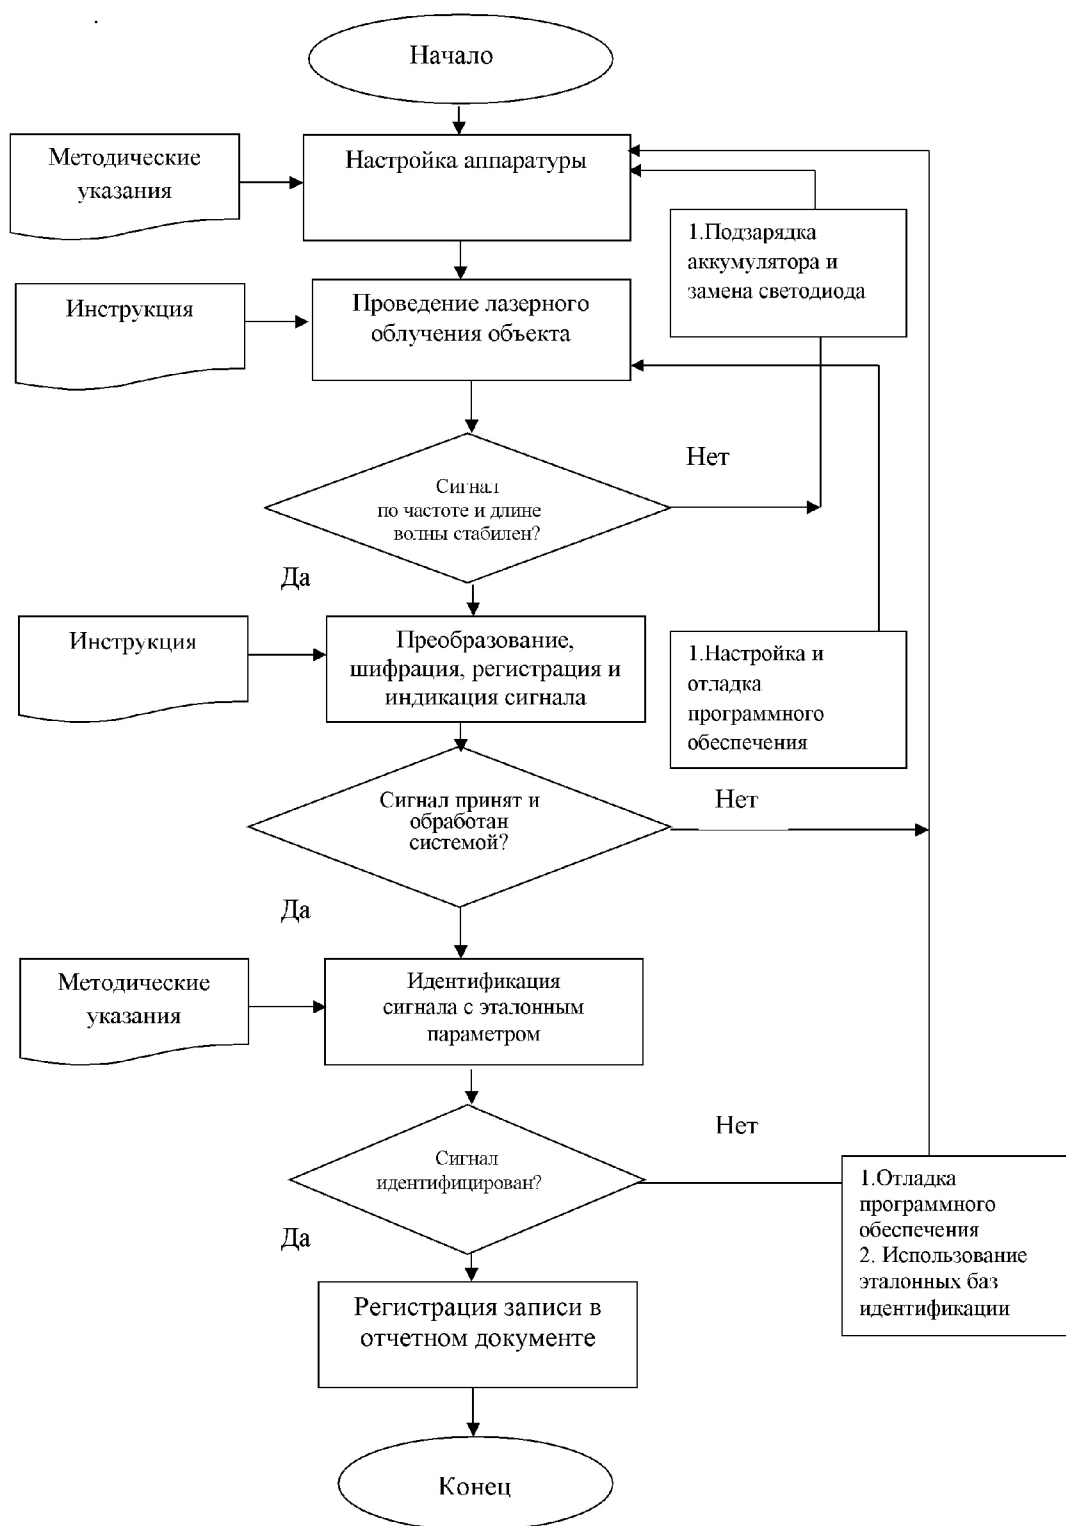 Начало
Методические
указания
Настройка аппаратуры
1.Подзарядка
аккумулятора и
замена светодиода
Инструкция
Проведение лазерного
облучения объекта
Нет
Сигнал
по частоте и длине
волны стабилен?
Да
Инструкция
Преобразование,
шифрация, регистрация и
индикация сигнала
1.Настройка и
отладка
программного
обеспечения
Нет
Сигнал принят и
обработан
системой?
Да
Методические
указания
Идентификация
сигнала с эталонным
параметром
Нет
Сигнал
идентифицирован?
1.Отладка
программного
обеспечения
2. Использование
эталонных баз
идентификации
Да
Регистрация записи в
отчетном документе
Конец